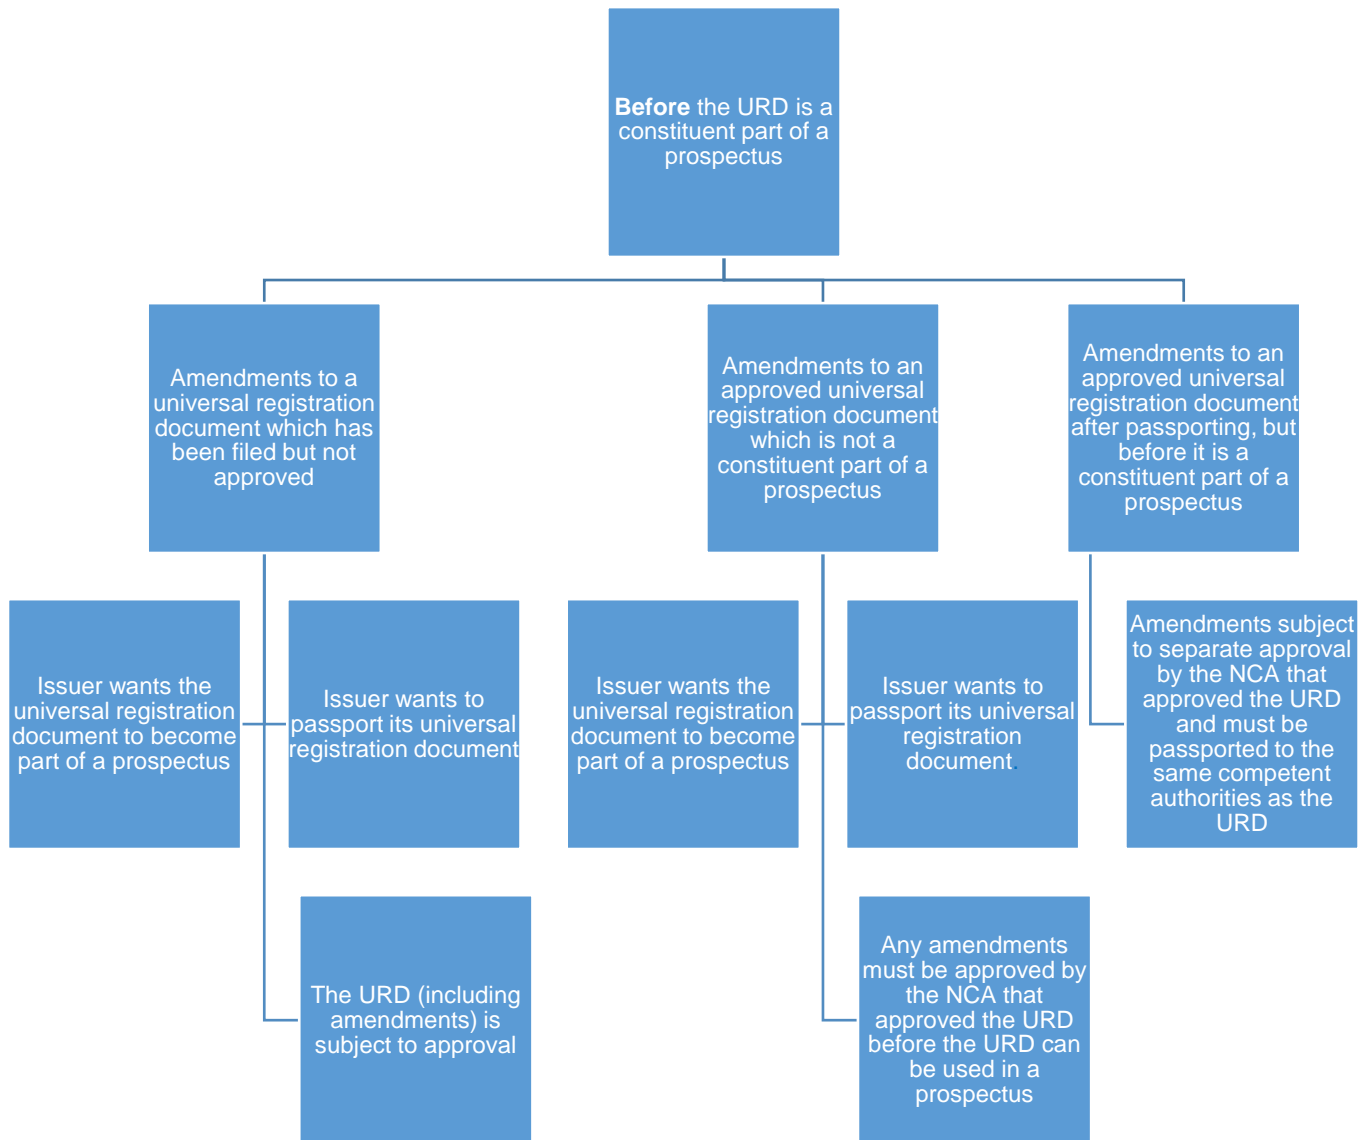 Before the URD is a
constituent part of a
prospectus
Amendments to a
universal registration
document which has
been filed but not
approved
Amendments to an
approved universal
registration document
which is not a
constituent part of a
prospectus
Amendments to an
approved universal
registration document
after passporting, but
before it is a
constituent part of a
prospectus
Issuer wants the
universal registration
document to become
part of a prospectus
Issuer wants to
passport its universal
registration document
Issuer wants the
universal registration
document to become
part of a prospectus
Issuer wants to
passport its universal
registration
document.
Amendments subject
to separate approval
by the NCA that
approved the URD
and must be
passported to the
same competent
authorities as the
URD
The URD (including
amendments) is
subject to approval
Any amendments
must be approved by
the NCA that
approved the URD
before the URD can
be used in a
prospectus